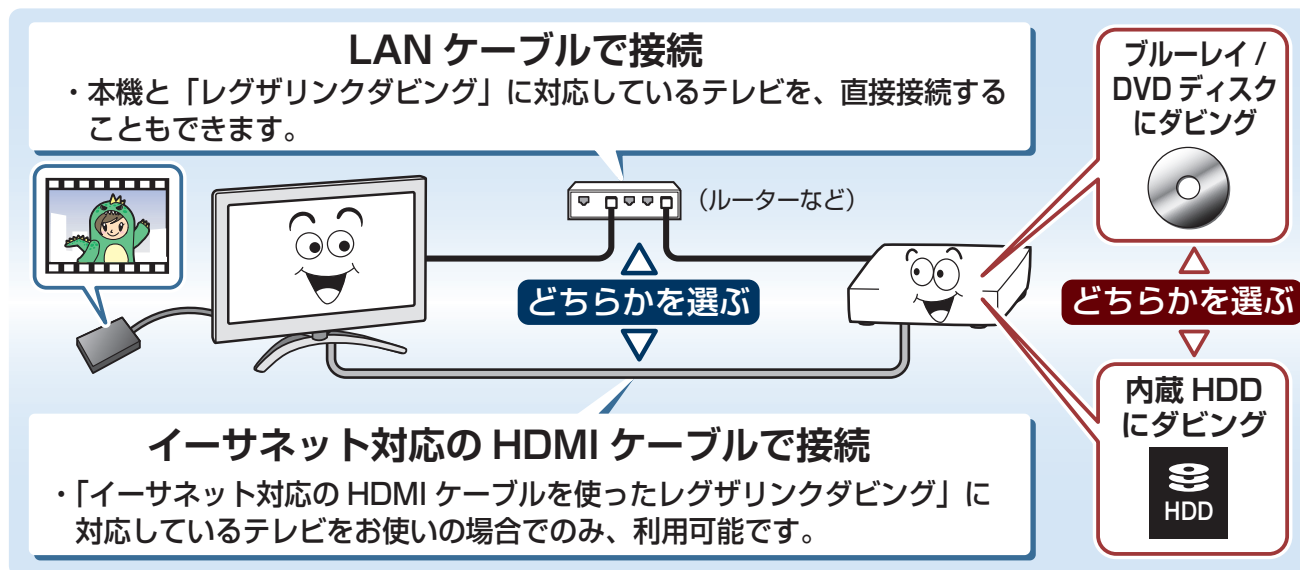 LAN ケーブルで接続
・本機と「レグザリンクダビング」に対応しているテレビを、直接接続する
こともできます。
（ルーターなど）
どちらかを選ぶ
イーサネット対応の HDMI ケーブルで接続
・「イーサネット対応の HDMI ケーブルを使ったレグザリンクダビング」に
対応しているテレビをお使いの場合でのみ、利用可能です。
ブルーレイ /
DVD ディスク
にダビング
どちらかを選ぶ
内蔵 HDD
にダビング
HDD